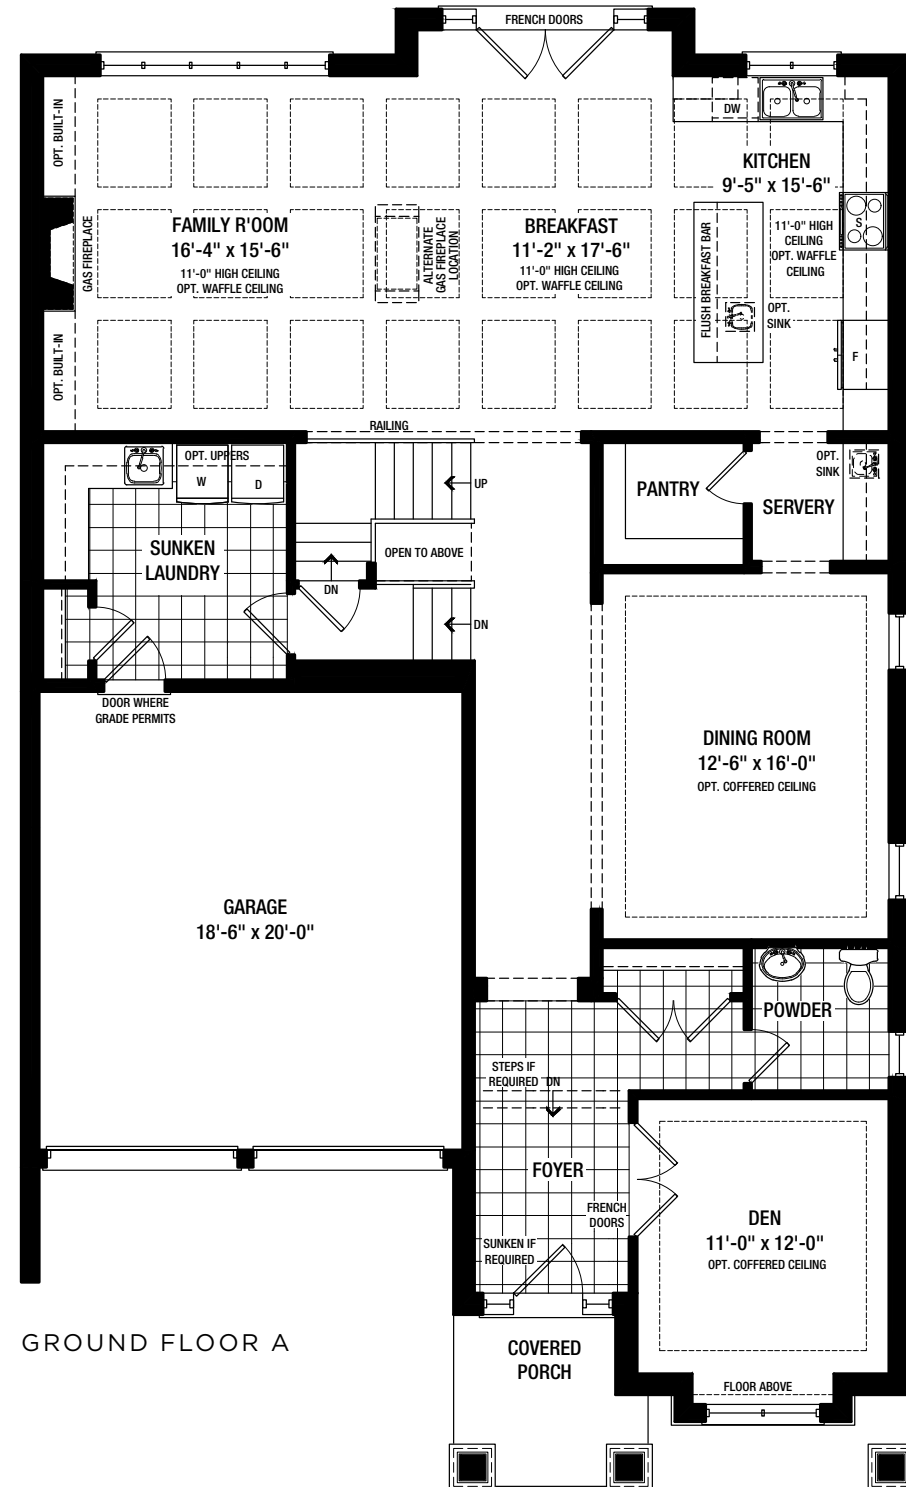 FRENCH DOORS
OPT. BUILT-IN
DW
KITCHEN
9'-5" x 15'-6"
GAS FIREPLACE
FAMILY R'OOM
16'-4" x 15'-6"
11'-0" HIGH CEILING
OPT. WAFFLE CEILING
ALTERNATE
GAS FIREPLACE
LOCATION
BREAKFAST
11'-2" x 17'-6"
11'-0" HIGH CEILING
OPT. WAFFLE CEILING
FLUSH BREAKFAST BAR
11'-0" HIGH
CEILING
OPT. WAFFLE
CEILING
S
OPT.
SINK
OPT. BUILT-IN
F
RAILING
OPT. UPPERS
W
D
UP
PANTRY
OPT.
SINK
SERVERY
SUNKEN
LAUNDRY
OPEN TO ABOVE
DN
DN
DOOR WHERE
GRADE PERMITS
DINING ROOM
12'-6" x 16'-0"
OPT. COFFERED CEILING
GARAGE
18'-6" x 20'-0"
POWDER
STEPS IF
REQUIRED DN
FOYER
FRENCH
DOORS
DEN
11'-0" x 12'-0"
OPT. COFFERED CEILING
SUNKEN IF
REQUIRED
GROUND FLOOR A
COVERED
PORCH
FLOOR ABOVE